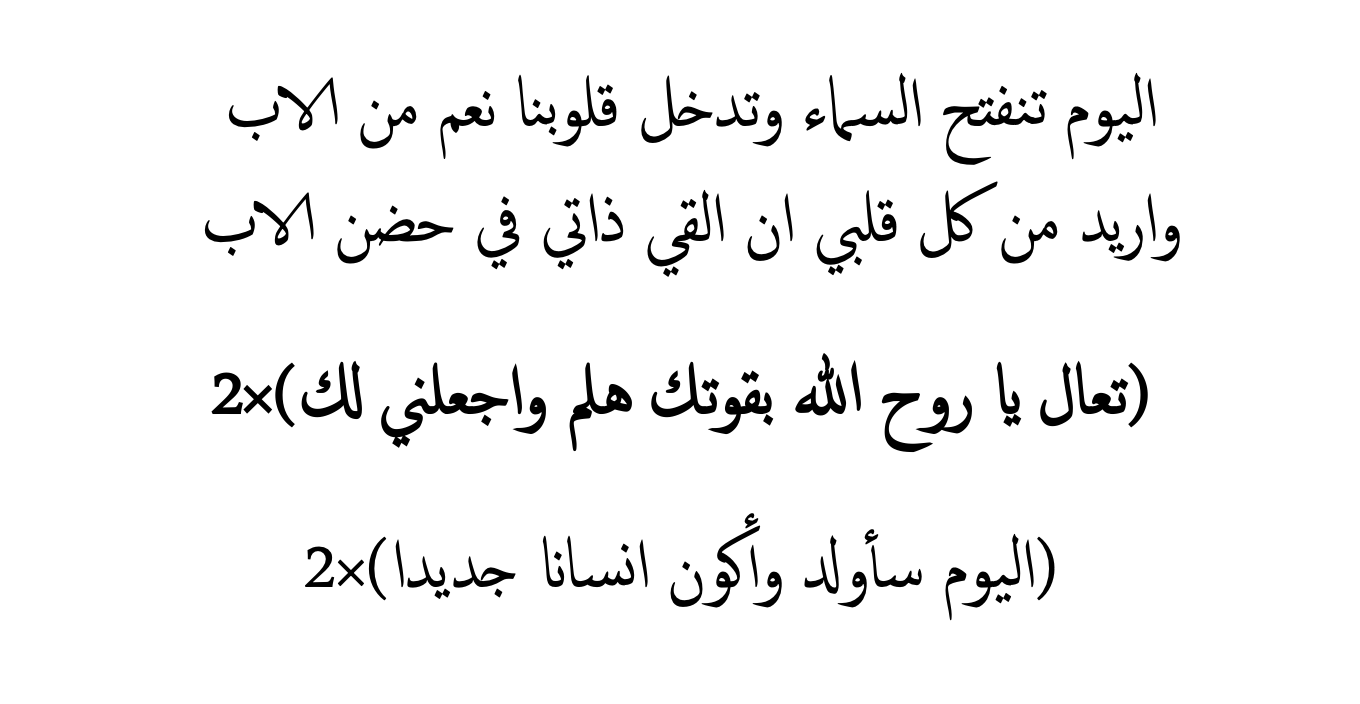 اليوم تنفتح السماء وتدخل قلوبنا نعم من الاب
واريد من كل قلبي ان القي ذاتي في حضن الاب
(تعال يا روح الله بقوتك هلم واجعلني لك)×2
(اليوم سأولد وأكون انسانا جديدا)×2